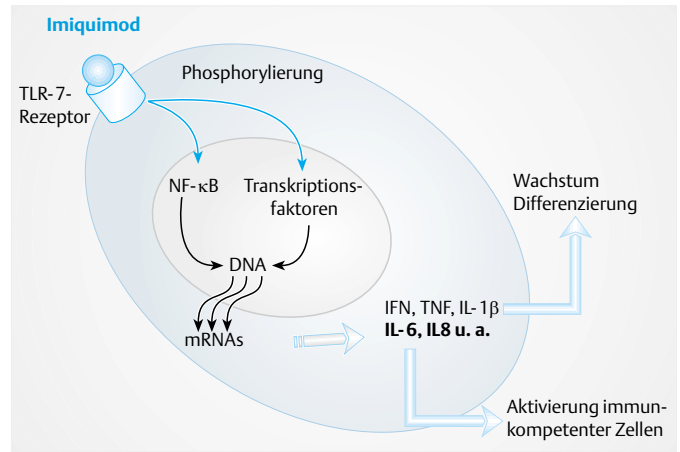 Imiquimod
Phosphorylierung
TLR-7-
Rezeptor
NF-κB
Transkriptions-
faktoren
DNA
mRNAs
IFN, TNF, IL-1β
IL-6, IL8 u. a.
Wachstum
Differenzierung
Aktivierung immun-
kompetenter Zellen